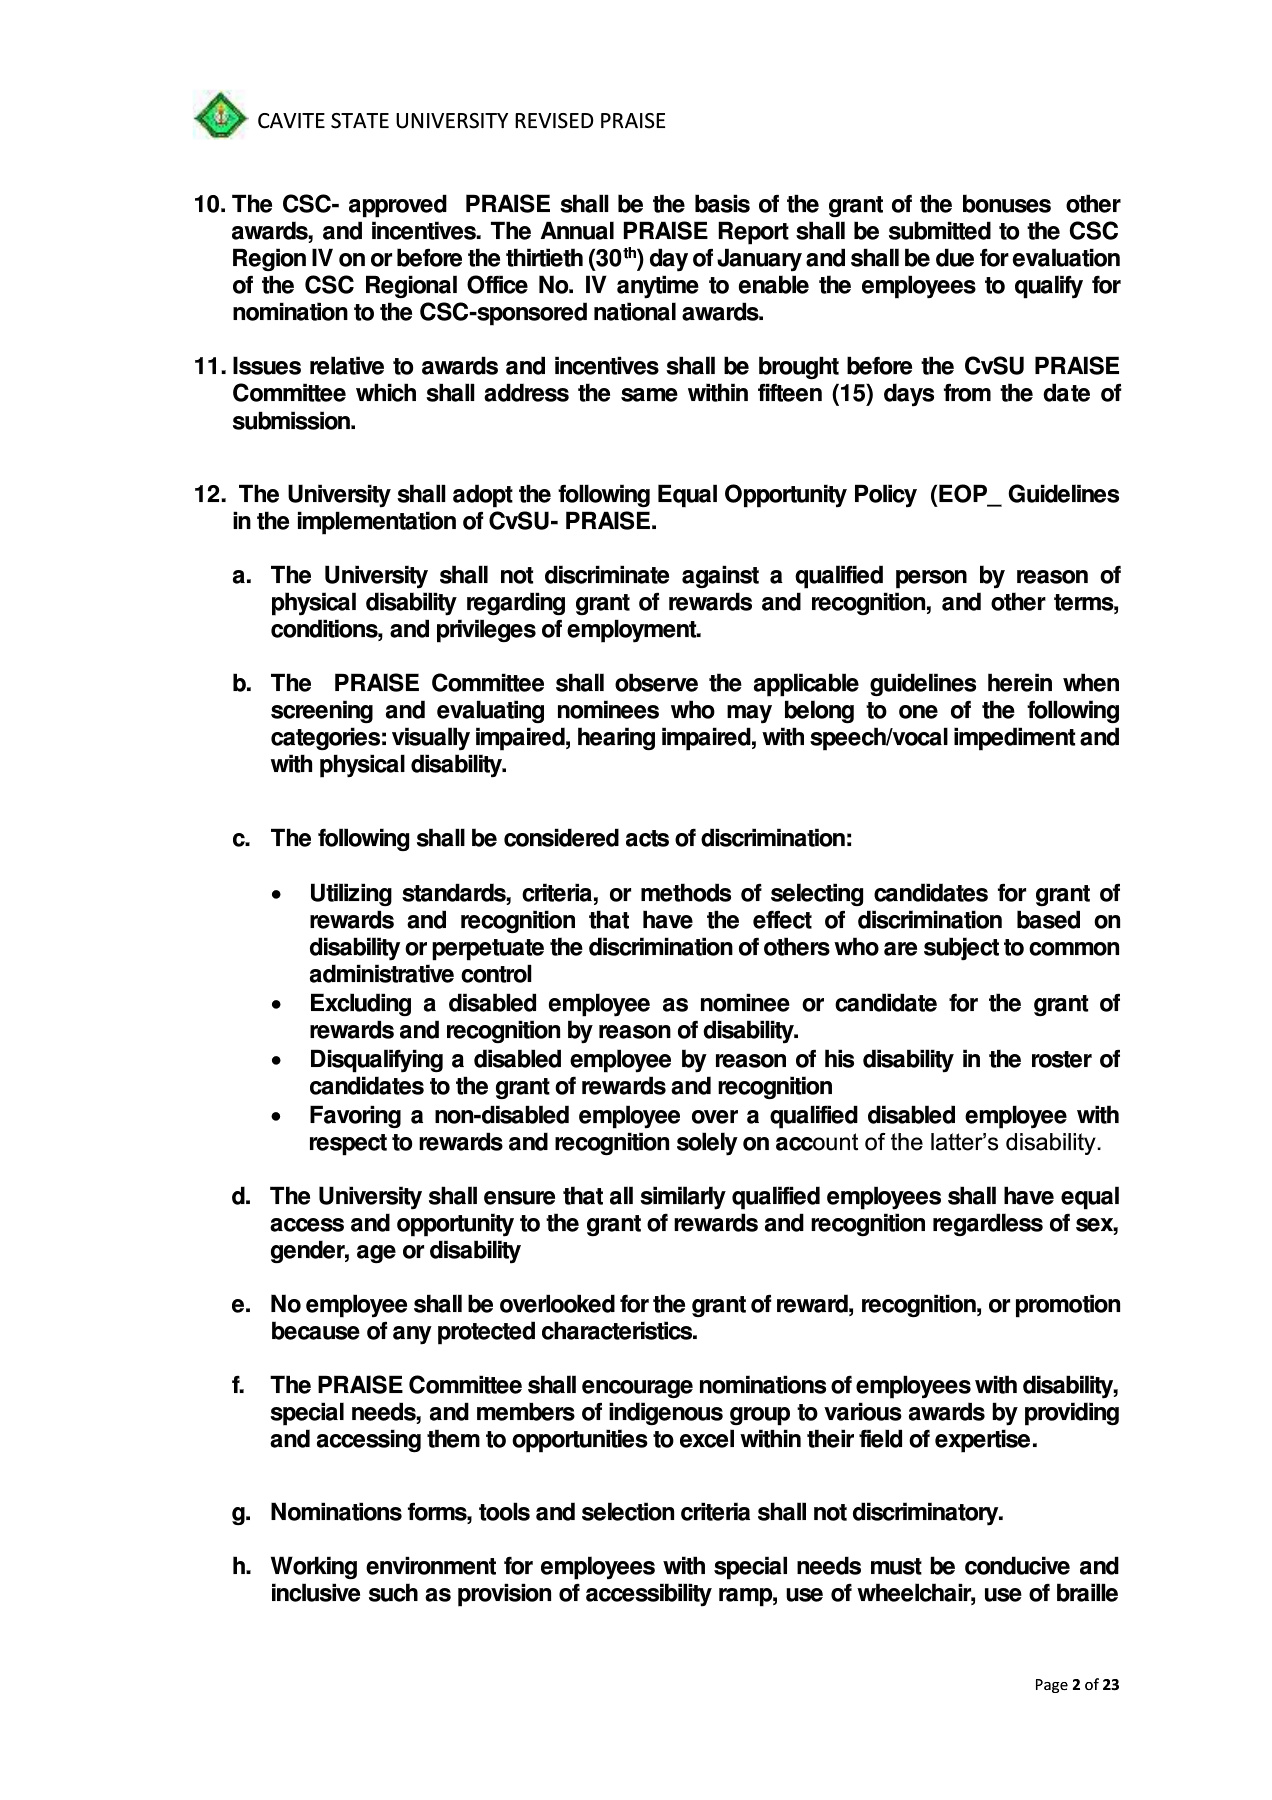 CAVITE STATE UNIVERSITY REVISED PRAISE
10. The CSC- approved PRAISE shall be the basis of the grant of the bonuses other
awards, and incentives. The Annual PRAISE Report shall be submitted to the CSC
Region IV on or before the thirtieth (30th) day of January and shall be due for evaluation
of the CSC Regional Office No. IV anytime to enable the employees to qualify for
nomination to the CSC-sponsored national awards.
11. Issues relative to awards and incentives shall be brought before the CvSU PRAISE
Committee which shall address the same within fifteen (15) days from the date of
submission.
12. The University shall adopt the following Equal Opportunity Policy (EOP_ Guidelines
in the implementation of CvSU- PRAISE.
a. The University shall not discriminate against a qualified person by reason of
physical disability regarding grant of rewards and recognition, and other terms,
conditions, and privileges of employment.
b. The PRAISE Committee shall observe the applicable guidelines herein when
screening and evaluating nominees who may belong to one of the following
categories: visually impaired, hearing impaired, with speech/vocal impediment and
with physical disability.
c. The following shall be considered acts of discrimination:
• Utilizing standards, criteria, or methods of selecting candidates for grant of
rewards and recognition that have the effect of discrimination based on
disability or perpetuate the discrimination of others who are subject to common
administrative control
• Excluding a disabled employee as nominee or candidate for the grant of
rewards and recognition by reason of disability.
• Disqualifying a disabled employee by reason of his disability in the roster of
candidates to the grant of rewards and recognition
• Favoring a non-disabled employee over a qualified disabled employee with
respect to rewards and recognition solely on account of the latter’s disability.
d. The University shall ensure that all similarly qualified employees shall have equal
access and opportunity to the grant of rewards and recognition regardless of sex,
gender, age or disability
e. No employee shall be overlooked for the grant of reward, recognition, or promotion
because of any protected characteristics.
f. The PRAISE Committee shall encourage nominations of employees with disability,
special needs, and members of indigenous group to various awards by providing
and accessing them to opportunities to excel within their field of expertise.
g. Nominations forms, tools and selection criteria shall not discriminatory.
h. Working environment for employees with special needs must be conducive and
inclusive such as provision of accessibility ramp, use of wheelchair, use of braille
Page 2 of 23